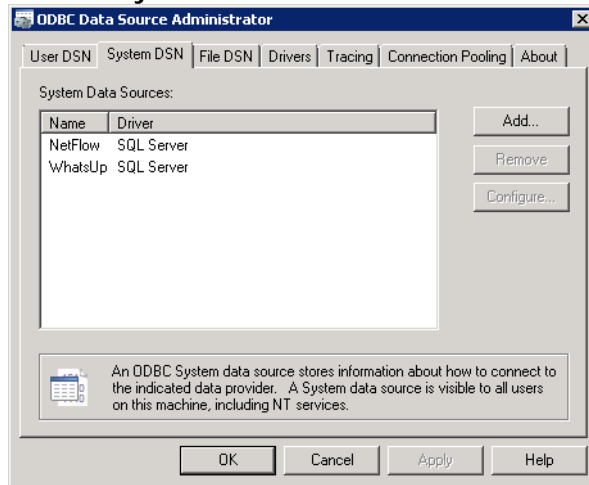 ODBC Data Source Administrator
User DSN System DSN File DSN Drivers Tracing Connection Pooling About
System Data Sources:
Name Driver
NetFlow SQL Server
WhatsUp SQL Server
Add...
Remove
Configure...
An ODBC System data source stores information about how to connect to
the indicated data provider. A System data source is visible to all users
on this machine, including NT services.
OK Cancel Apply Help